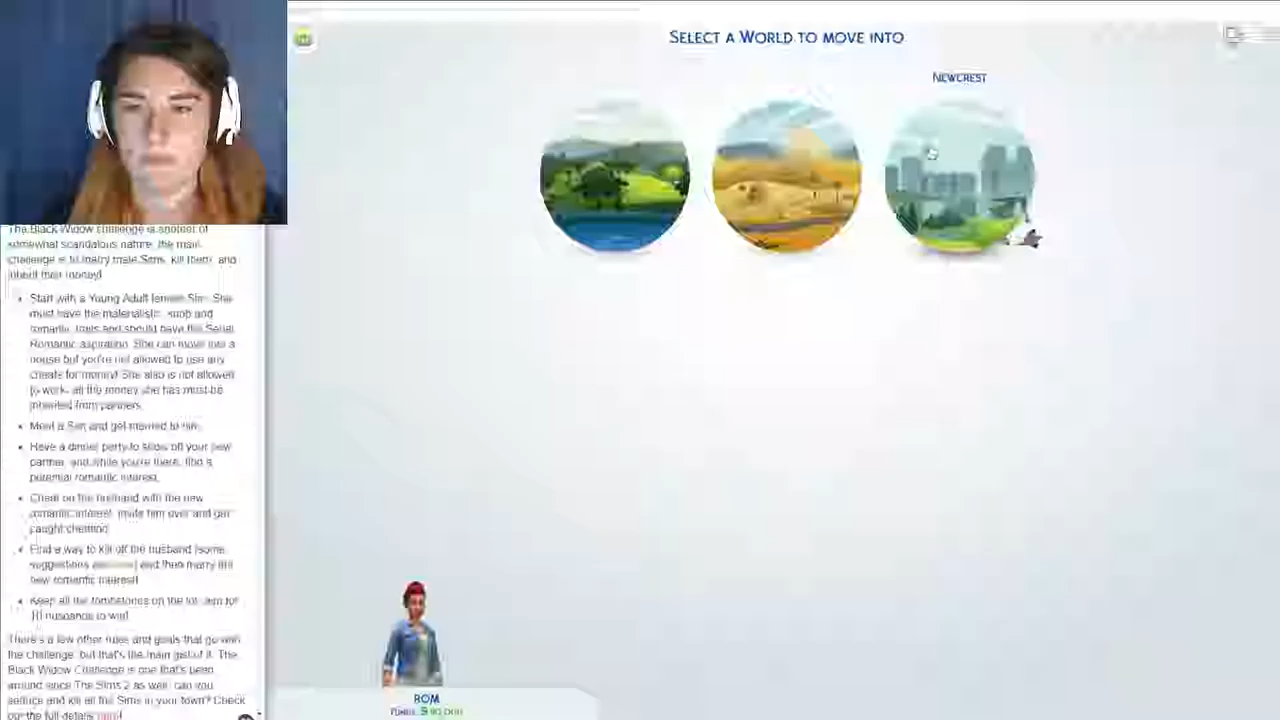 SELECT A WORLD TO MOVE INTO
NEWCREST
The Black Widow challenge is another of
somewhat scandalous nature, the main
challenge is to marry male Sims, kill them, and
inherit their money!
Start with a Young Adult female Sim. She
must have the materialistic, snob and
romantic traits and should have the Serial
Romantic aspiration. She can move into a
house but you're not allowed to use any
cheats for money! She also is not allowed
to work- all the money she has must be
inherited from partners.
Meet a Sim and get married to him.
Have a dinner party to show off your new
partner, and while you're there, find a
potential romantic interest.
Cheat on the husband with the new
romantic interest, invite him over and get
caught cheating
Find a way to kill off the husband (some
suggestions ) and then marry the
new romantic interest!
Keep all the tombstones on the lot- aim for
10 husbands to win!
There's a few other rules and goals that go with
the challenge, but that's the main gist of it. The
Black Widow Challenge is one that's been
around since The Sims 2 as well, can you
seduce and kill all the Sims in your town? Check
out the full details here!
ROM